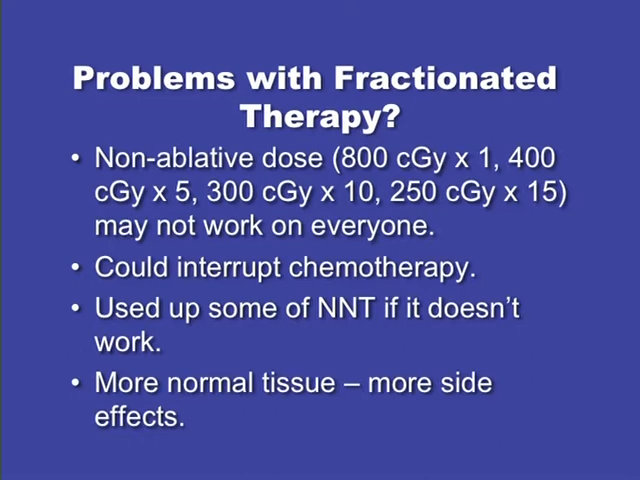 Problems with Fractionated
Therapy?
• Non-ablative dose (800 cGy x 1, 400
cGy x 5, 300 cGy x 10, 250 cGy x 15)
may not work on everyone.
• Could interrupt chemotherapy.
• Used up some of NNT if it doesn’t
work.
• More normal tissue – more side
effects.